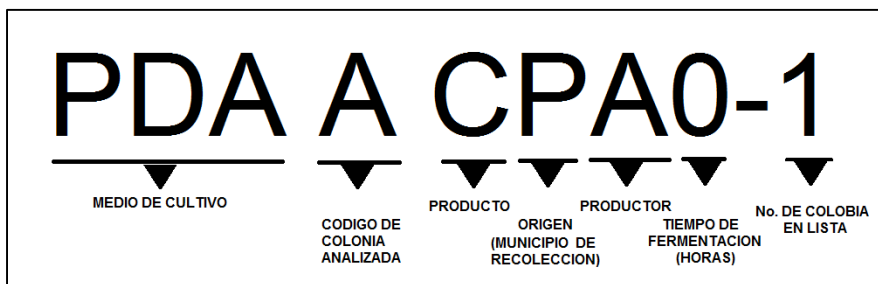 PDA A CPA0-1
MEDIO DE CULTIVO
CODIGO DE
COLONIA
ANALIZADA
PRODUCTO
ORIGEN
(MUNICIPIO DE
RECOLECCION)
PRODUCTOR
TIEMPO DE
FERMENTACION
(HORAS)
No. DE COLOBIA
EN LISTA